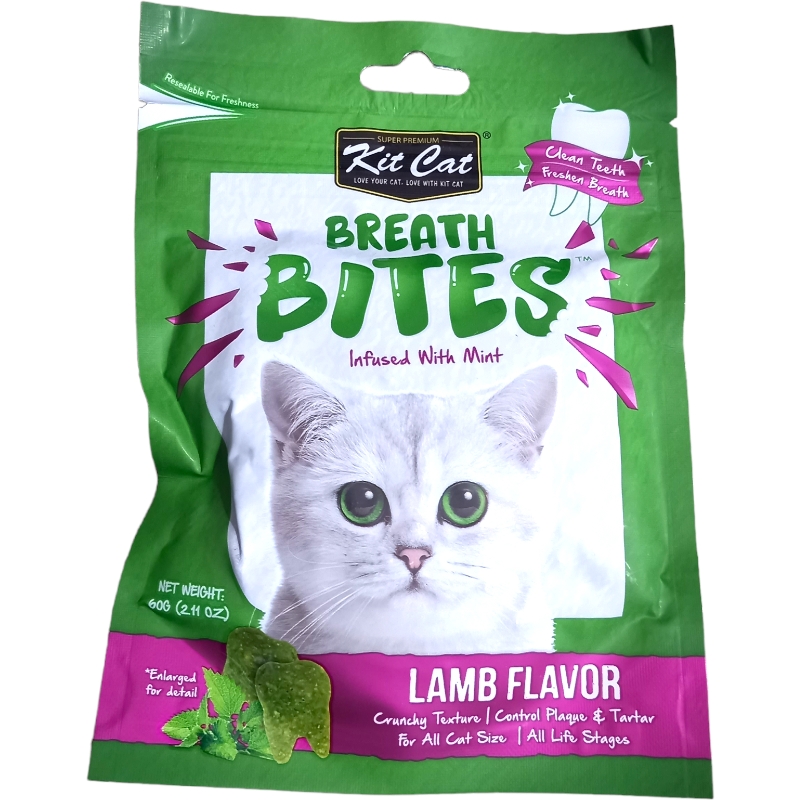 Resealable For Freshness
SUPER PREMIUM
Kit Cat®
LOVE YOUR CAT. LOVE WITH KIT CAT
Clean Teeth
Freshen Breath
BREATH
BITES™
Infused With Mint
NET WEIGHT:
60G (2.11 OZ)
*Enlarged
for detail
LAMB FLAVOR
Crunchy Texture | Control Plaque & Tartar
For All Cat Size | All Life Stages